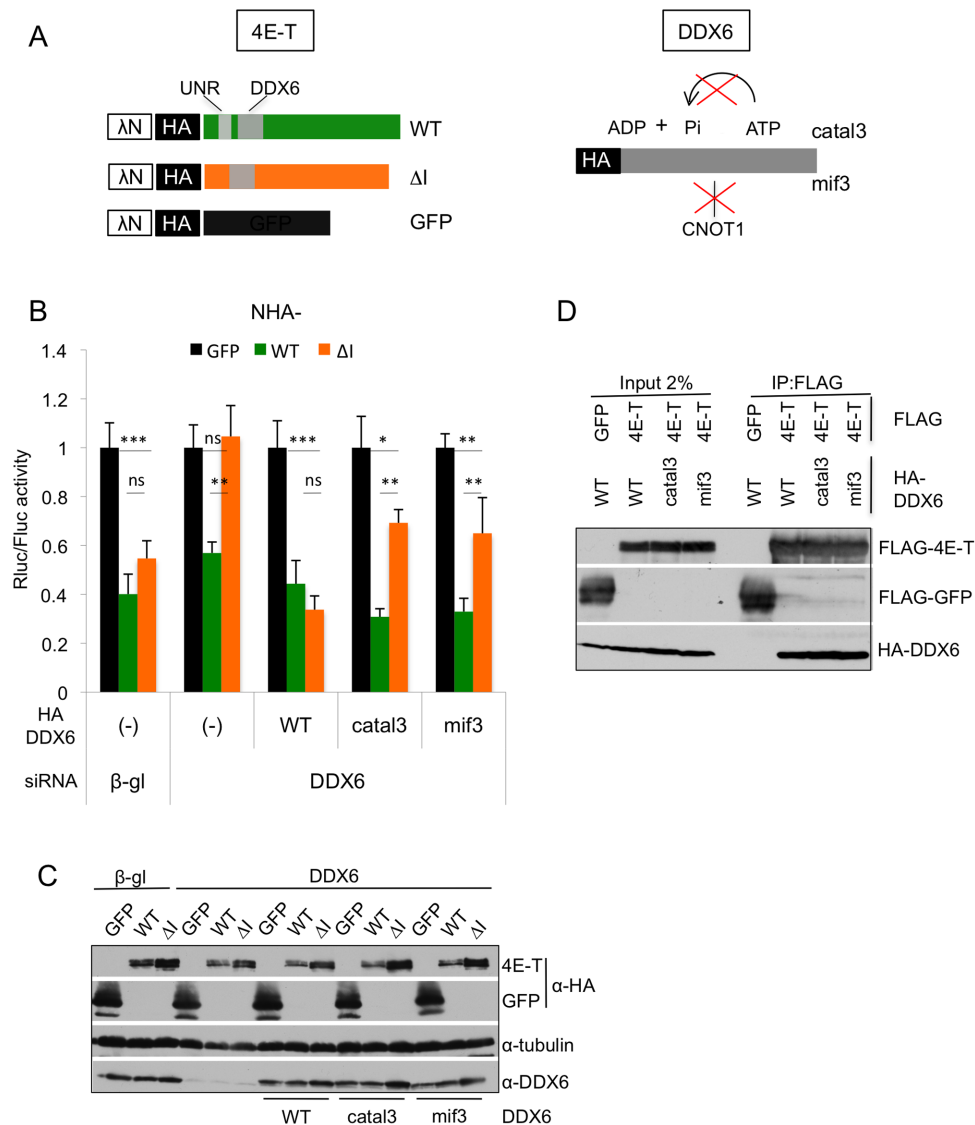 A
4E-T
DDX6
UNR
DDX6
λN HA WT
λN HA ΔI
λN HA GFP GFP
ADP + Pi ATP
catal3
HA
mif3
CNOT1
B
NHA-
GFP WT ΔI
Rluc/Fluc activity
1.4
1.2
1
0.8
0.6
0.4
0.2
0
*** ns *** * **
ns ** ns ** **
HA DDX6
(-) (-) WT catal3 mif3
siRNA
β-gl DDX6
C
β-gl DDX6
GFP WT ΔI GFP WT ΔI GFP WT ΔI GFP WT ΔI GFP WT ΔI
4E-T
GFP
α-HA
α-tubulin
α-DDX6
WT catal3 mif3 DDX6
D
Input 2% IP:FLAG
GFP 4E-T 4E-T 4E-T GFP 4E-T 4E-T 4E-T FLAG
WT WT catal3 mif3 WT WT catal3 mif3 HA-DDX6
FLAG-4E-T
FLAG-GFP
HA-DDX6